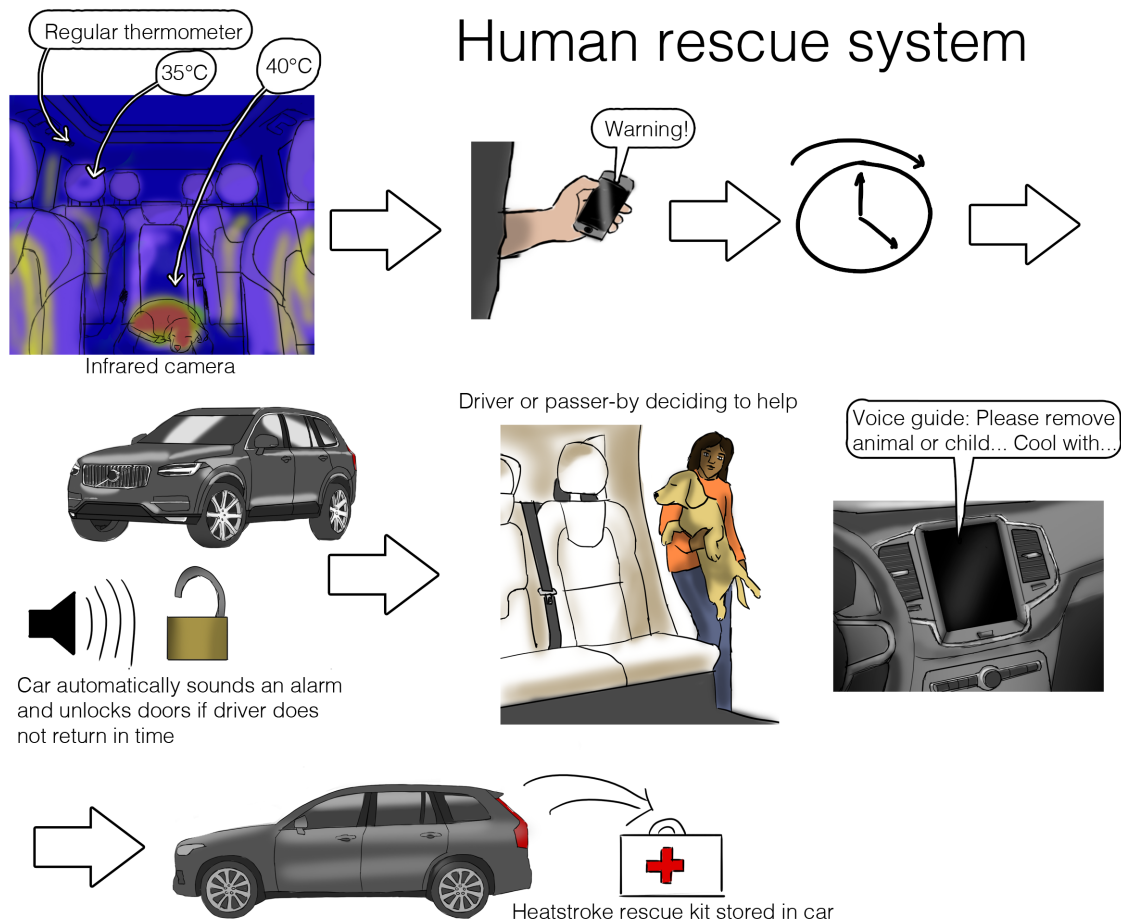 Human rescue system
Regular thermometer
35°C
40°C
Infrared camera
Warning!
Car automatically sounds an alarm
and unlocks doors if driver does
not return in time
Driver or passer-by deciding to help
Voice guide: Please remove
animal or child... Cool with...
Heatstroke rescue kit stored in car